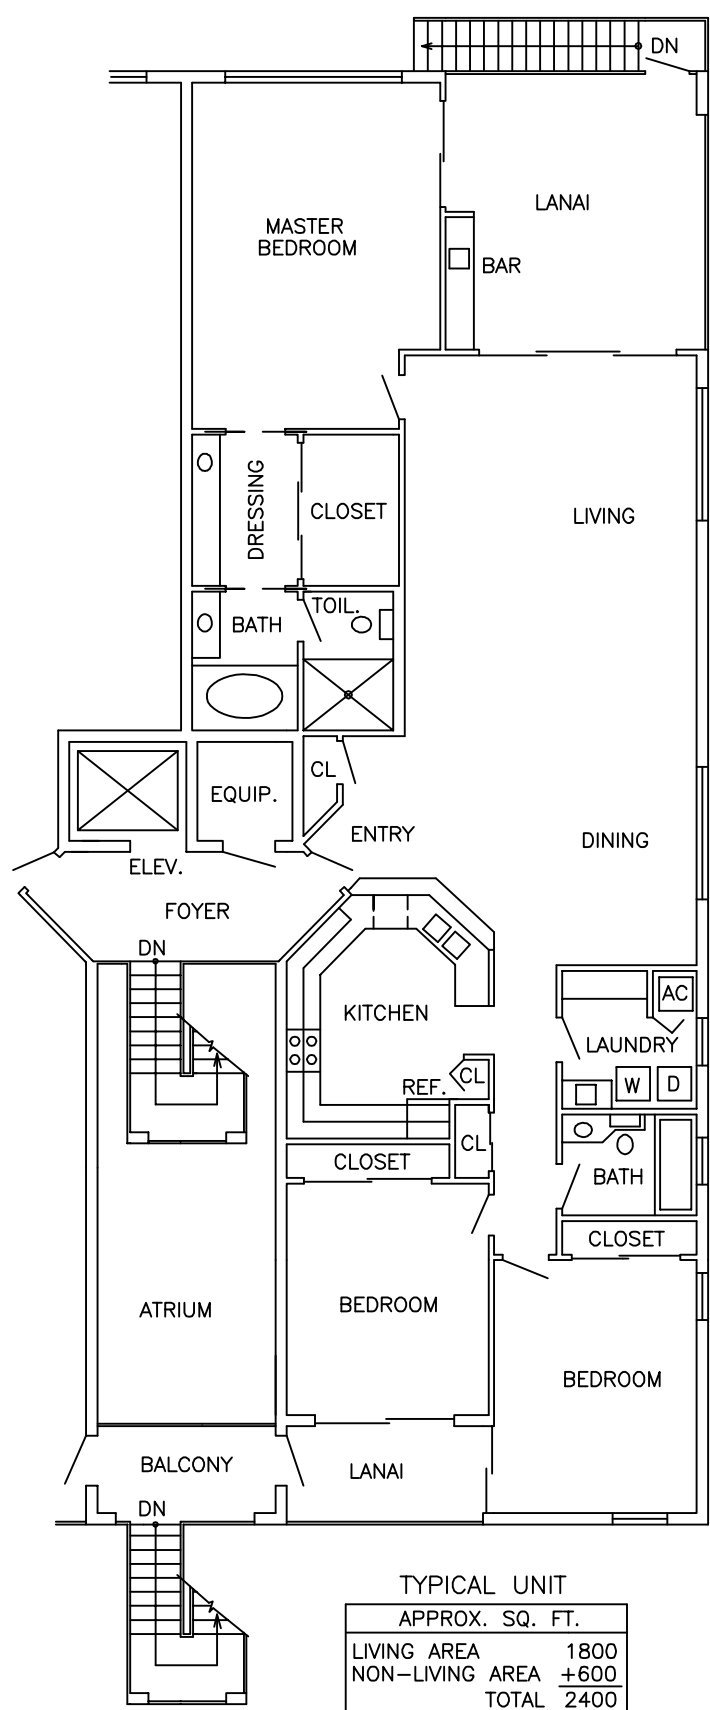 DN
LANAI
MASTER
BEDROOM
BAR
DRESSING
CLOSET
LIVING
TOIL.
BATH
CL
EQUIP.
ENTRY
DINING
ELEV.
FOYER
DN
AC
KITCHEN
LAUNDRY
CL
W
D
REF.
CL
CLOSET
BATH
CLOSET
BEDROOM
ATRIUM
BEDROOM
BALCONY
LANAI
DN
TYPICAL UNIT
APPROX. SQ. FT.
LIVING AREA 1800
NON-LIVING AREA +600
TOTAL 2400